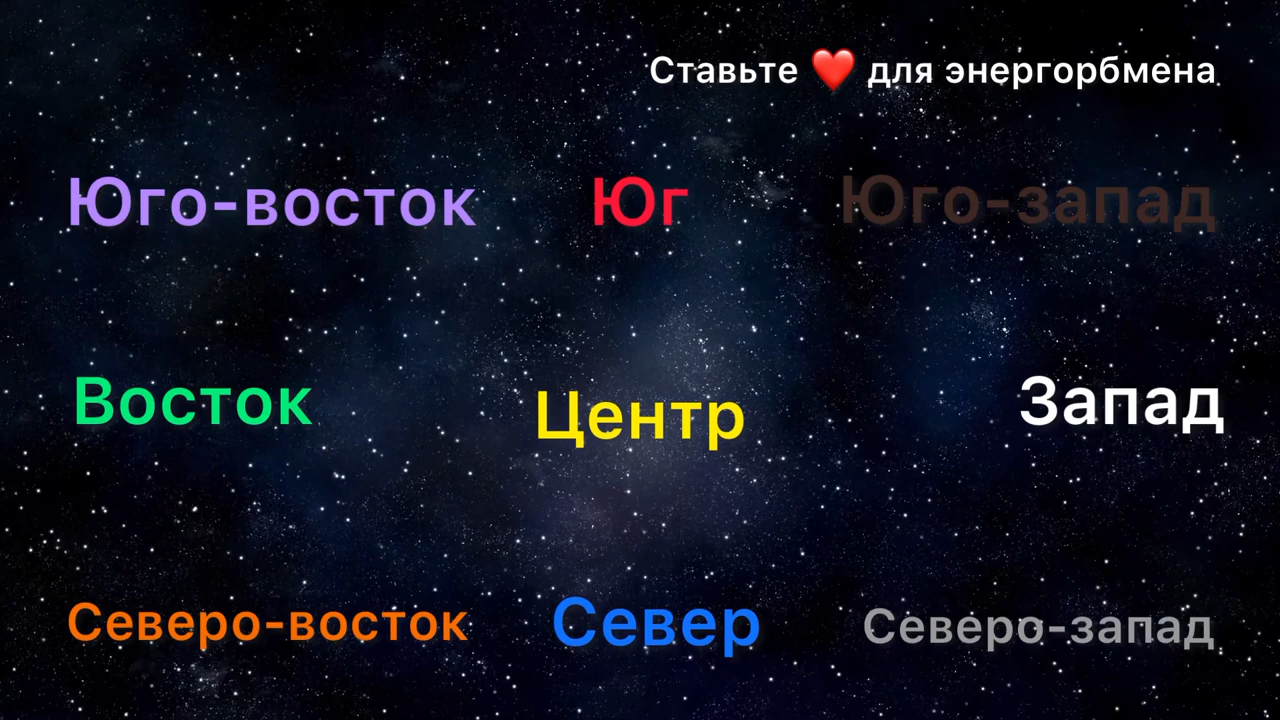 Ставьте ❤️ для энергорбмена
Юго-восток Юг Юго-запад
Восток Центр Запад
Северо-восток Север Северо-запад